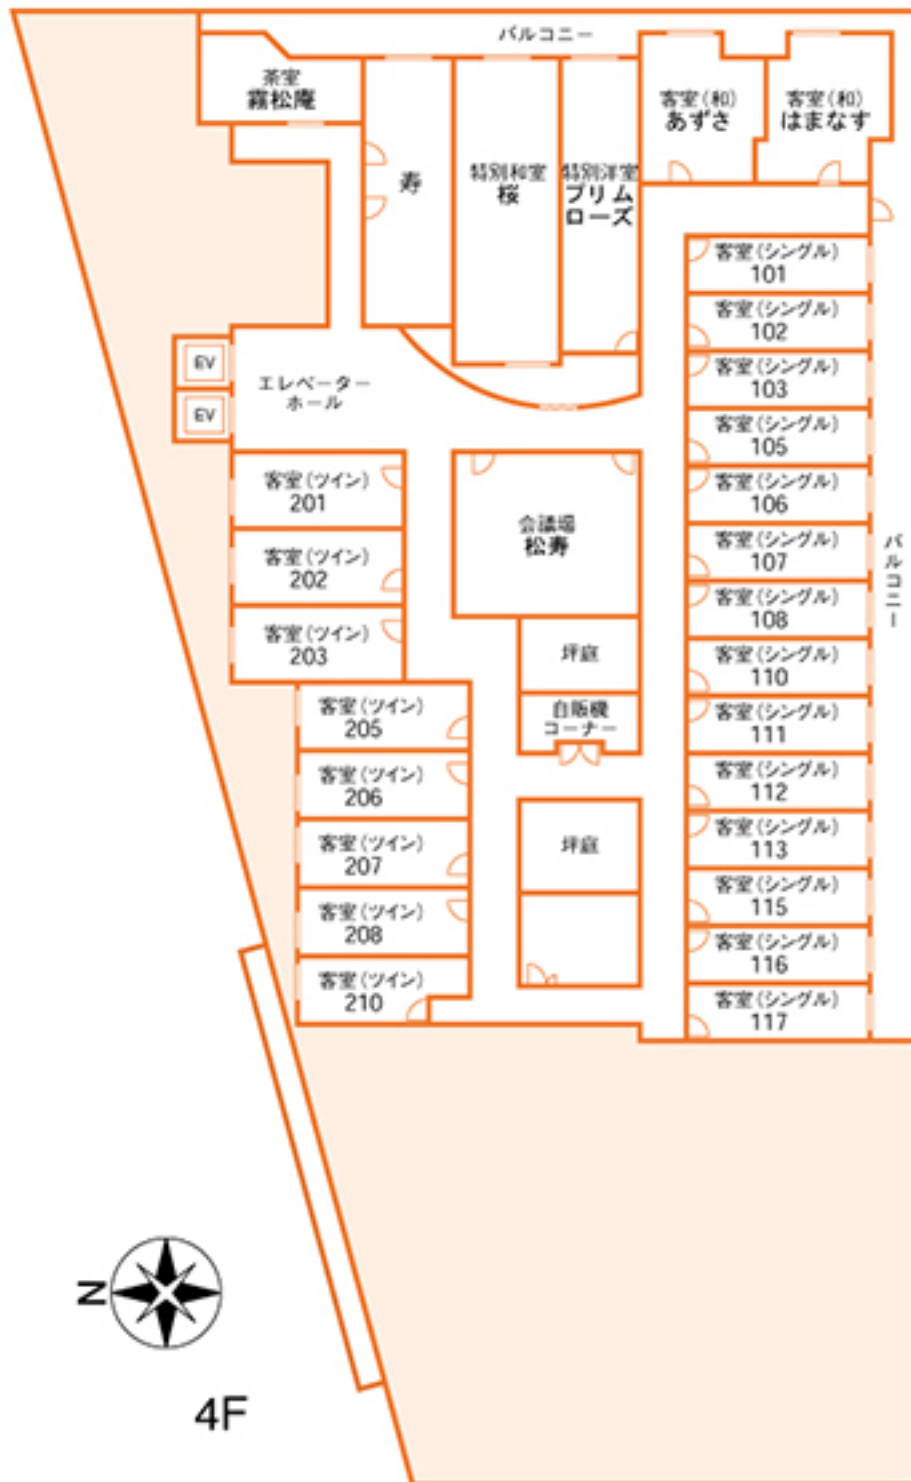 バルコニー
茶室
霧松庵
寿
特別和室
桜
特別洋室
プリム
ローズ
客室(和)
あずさ
客室(和)
はまなす
客室(シングル)
101
客室(シングル)
102
客室(シングル)
103
客室(シングル)
105
客室(シングル)
106
客室(シングル)
107
客室(シングル)
108
客室(シングル)
110
客室(シングル)
111
客室(シングル)
112
客室(シングル)
113
客室(シングル)
115
客室(シングル)
116
客室(シングル)
117
バルコニー
EV
EV
エレベーター
ホール
客室(ツイン)
201
客室(ツイン)
202
客室(ツイン)
203
客室(ツイン)
205
客室(ツイン)
206
客室(ツイン)
207
客室(ツイン)
208
客室(ツイン)
210
会議場
松寿
坪庭
自販機
コーナー
坪庭
N
4F